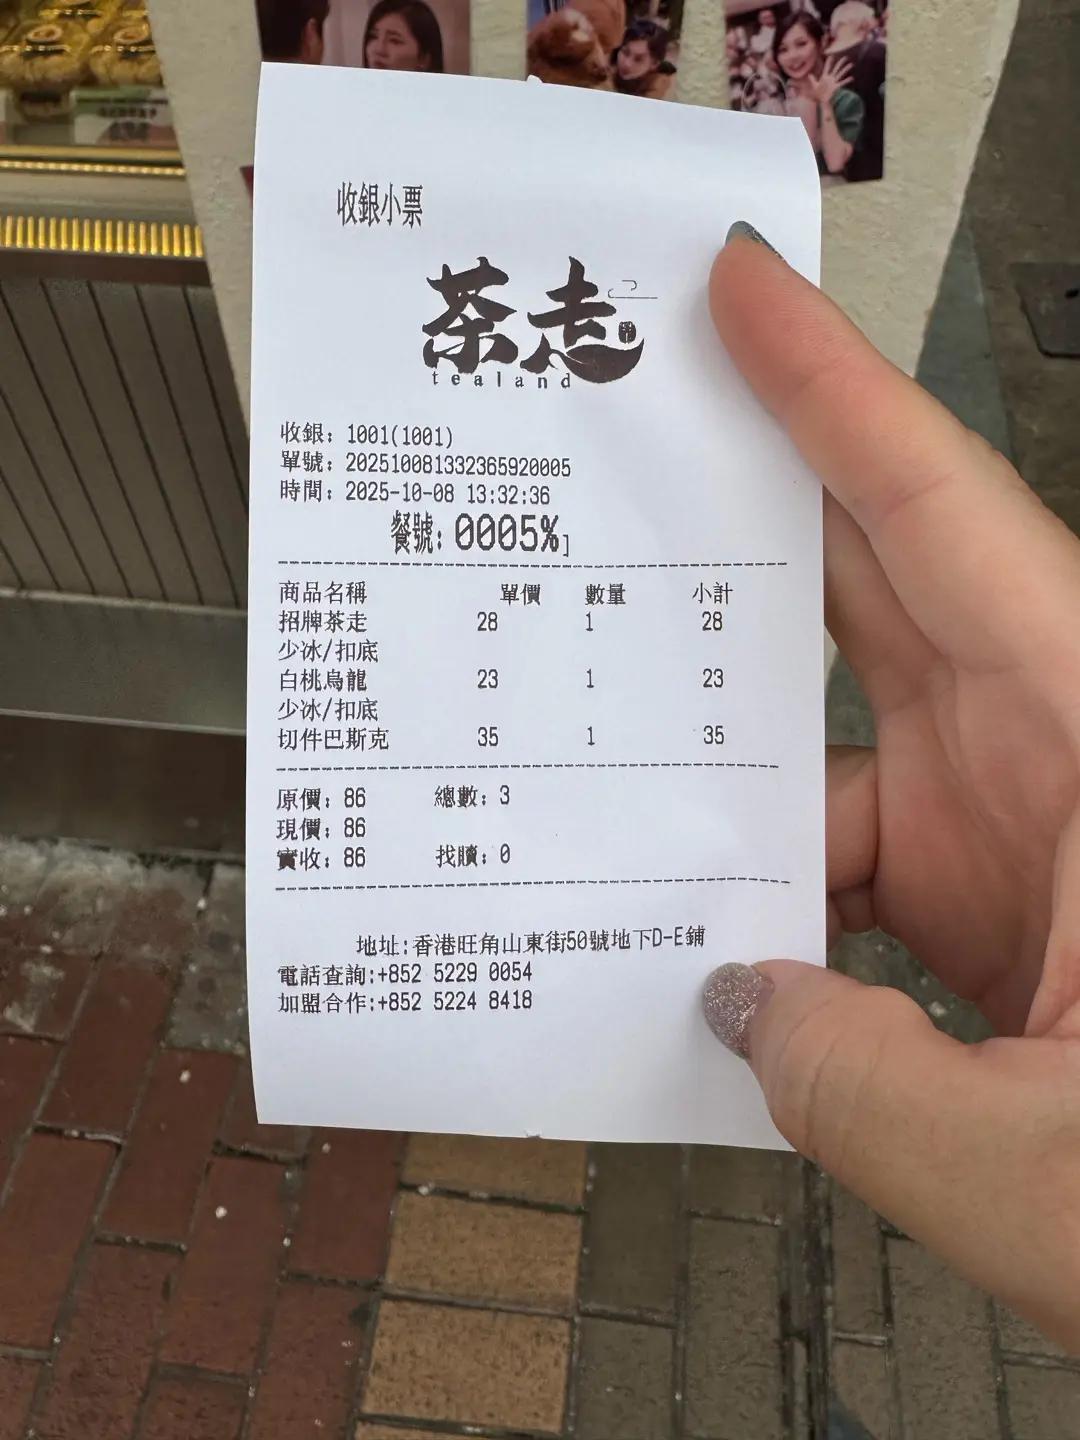 收銀小票
茶走
tealand
收銀: 1001(1001)
單號: 202510081332365920005
時間: 2025-10-08 13:32:36
餐號: 0005%]
商品名稱 單價 數量 小計
招牌茶走 28 1 28
少冰/扣底
白桃烏龍 23 1 23
少冰/扣底
切件巴斯克 35 1 35
原價: 86 總數: 3
現價: 86
實收: 86 找贖: 0
地址:香港旺角山東街50號地下D-E鋪
電話查詢:+852 5229 0054
加盟合作:+852 5224 8418